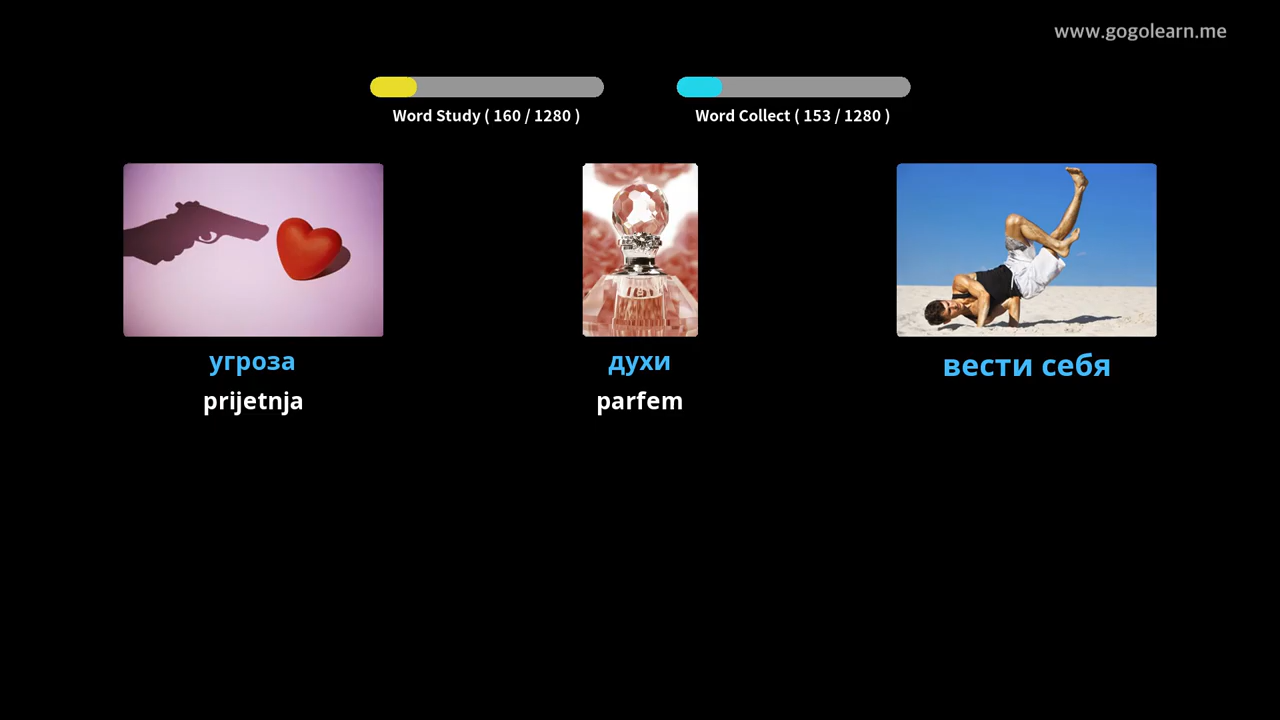 www.gogolearn.me
Word Study ( 160 / 1280 )
Word Collect ( 153 / 1280 )
угроза
prijetnja
духи
parfem
вести себя